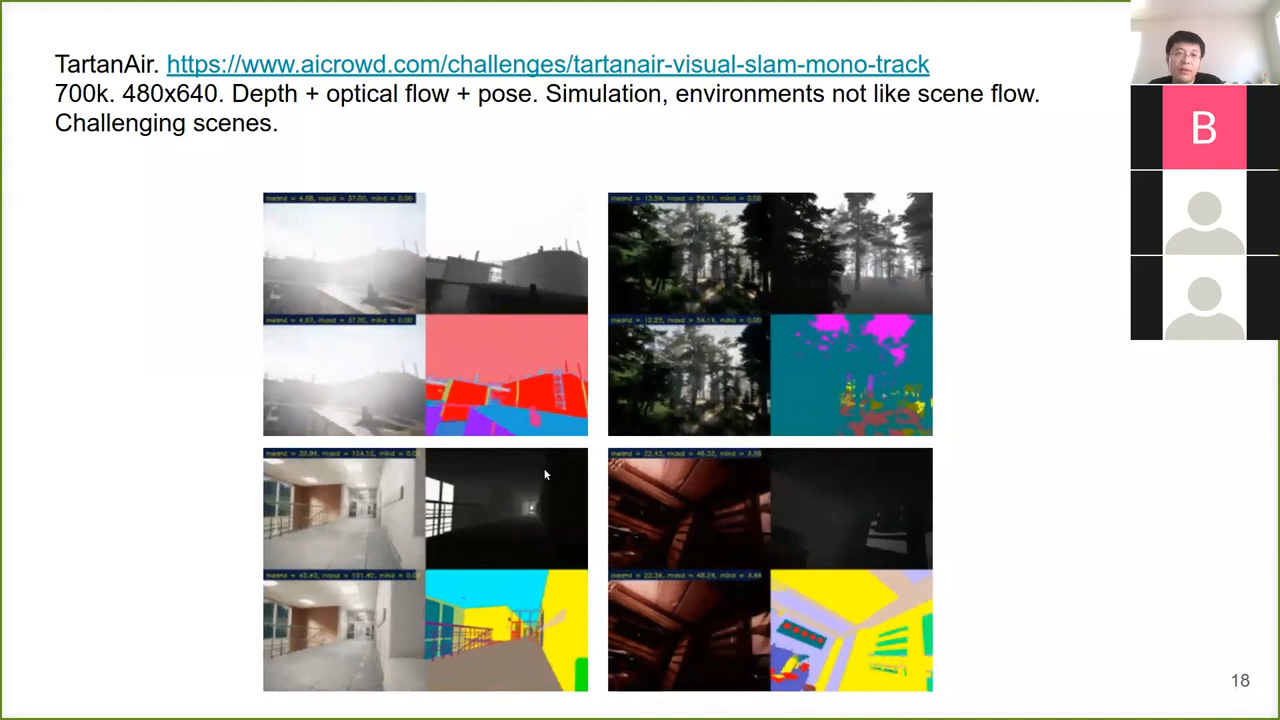 TartanAir. https://www.aicrowd.com/challenges/tartanair-visual-slam-mono-track
700k. 480x640. Depth + optical flow + pose. Simulation, environments not like scene flow.
Challenging scenes.
B
18